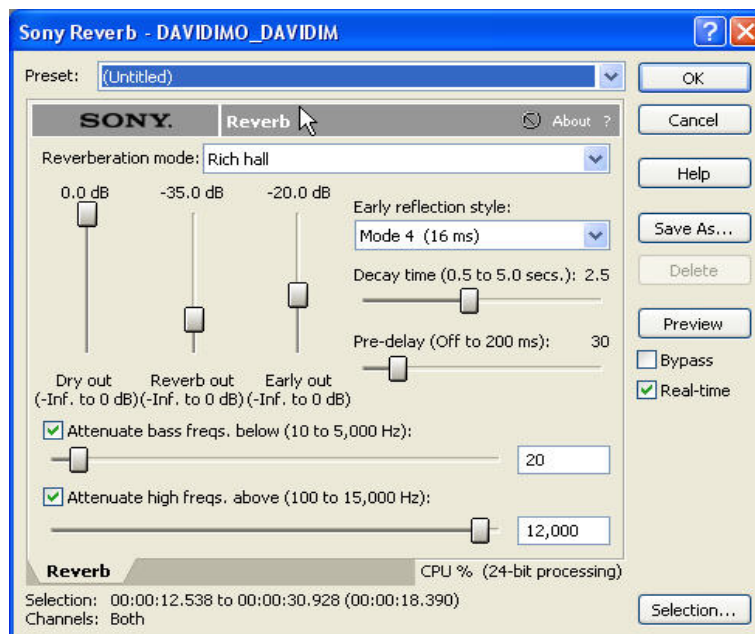 Sony Reverb - DAVIDIMO_DAVIDIM
?
Preset: (Untitled)
OK
SONY. Reverb About ?
Cancel
Reverberation mode: Rich hall
Help
0.0 dB -35.0 dB -20.0 dB
Early reflection style:
Save As...
Mode 4 (16 ms)
Decay time (0.5 to 5.0 secs.): 2.5
Delete
Preview
Pre-delay (Off to 200 ms): 30
Bypass
Dry out Reverb out Early out
Real-time
(-Inf. to 0 dB) (-Inf. to 0 dB) (-Inf. to 0 dB)
Attenuate bass freqs. below (10 to 5,000 Hz):
20
Attenuate high freqs. above (100 to 15,000 Hz):
12,000
Reverb CPU % (24-bit processing)
Selection: 00:00:12.538 to 00:00:30.928 (00:00:18.390)
Selection...
Channels: Both